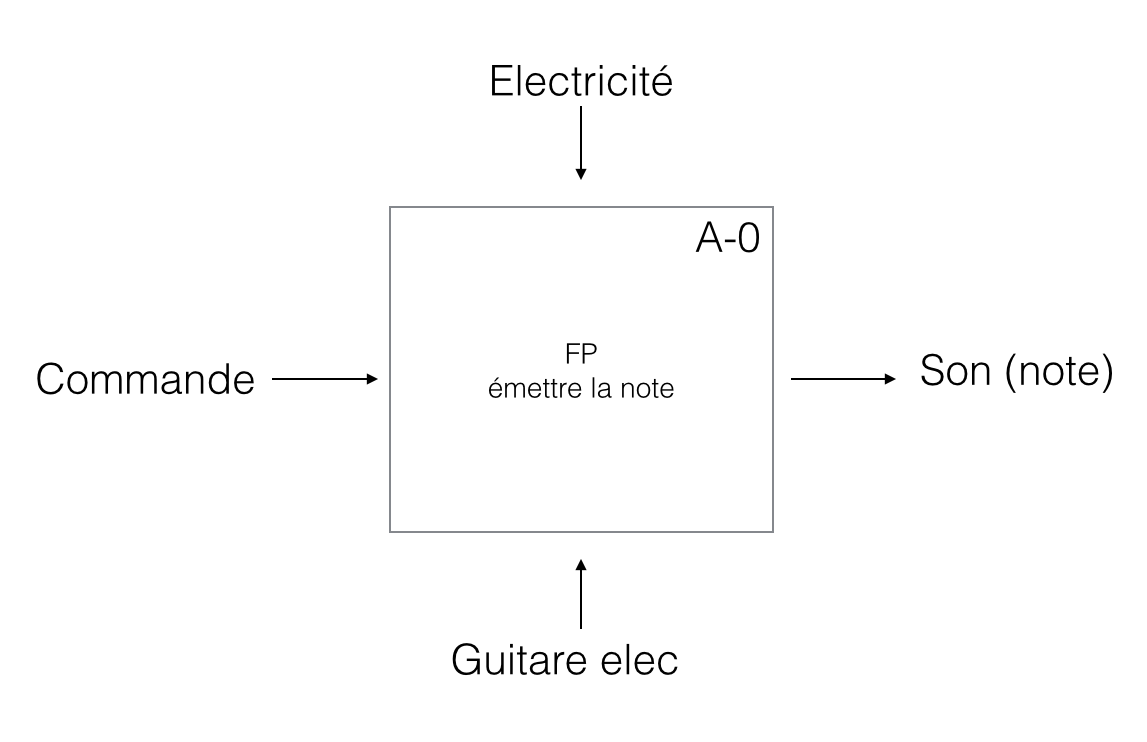 Electricité
A-0
FP
émettre la note
Commande
Son (note)
Guitare elec